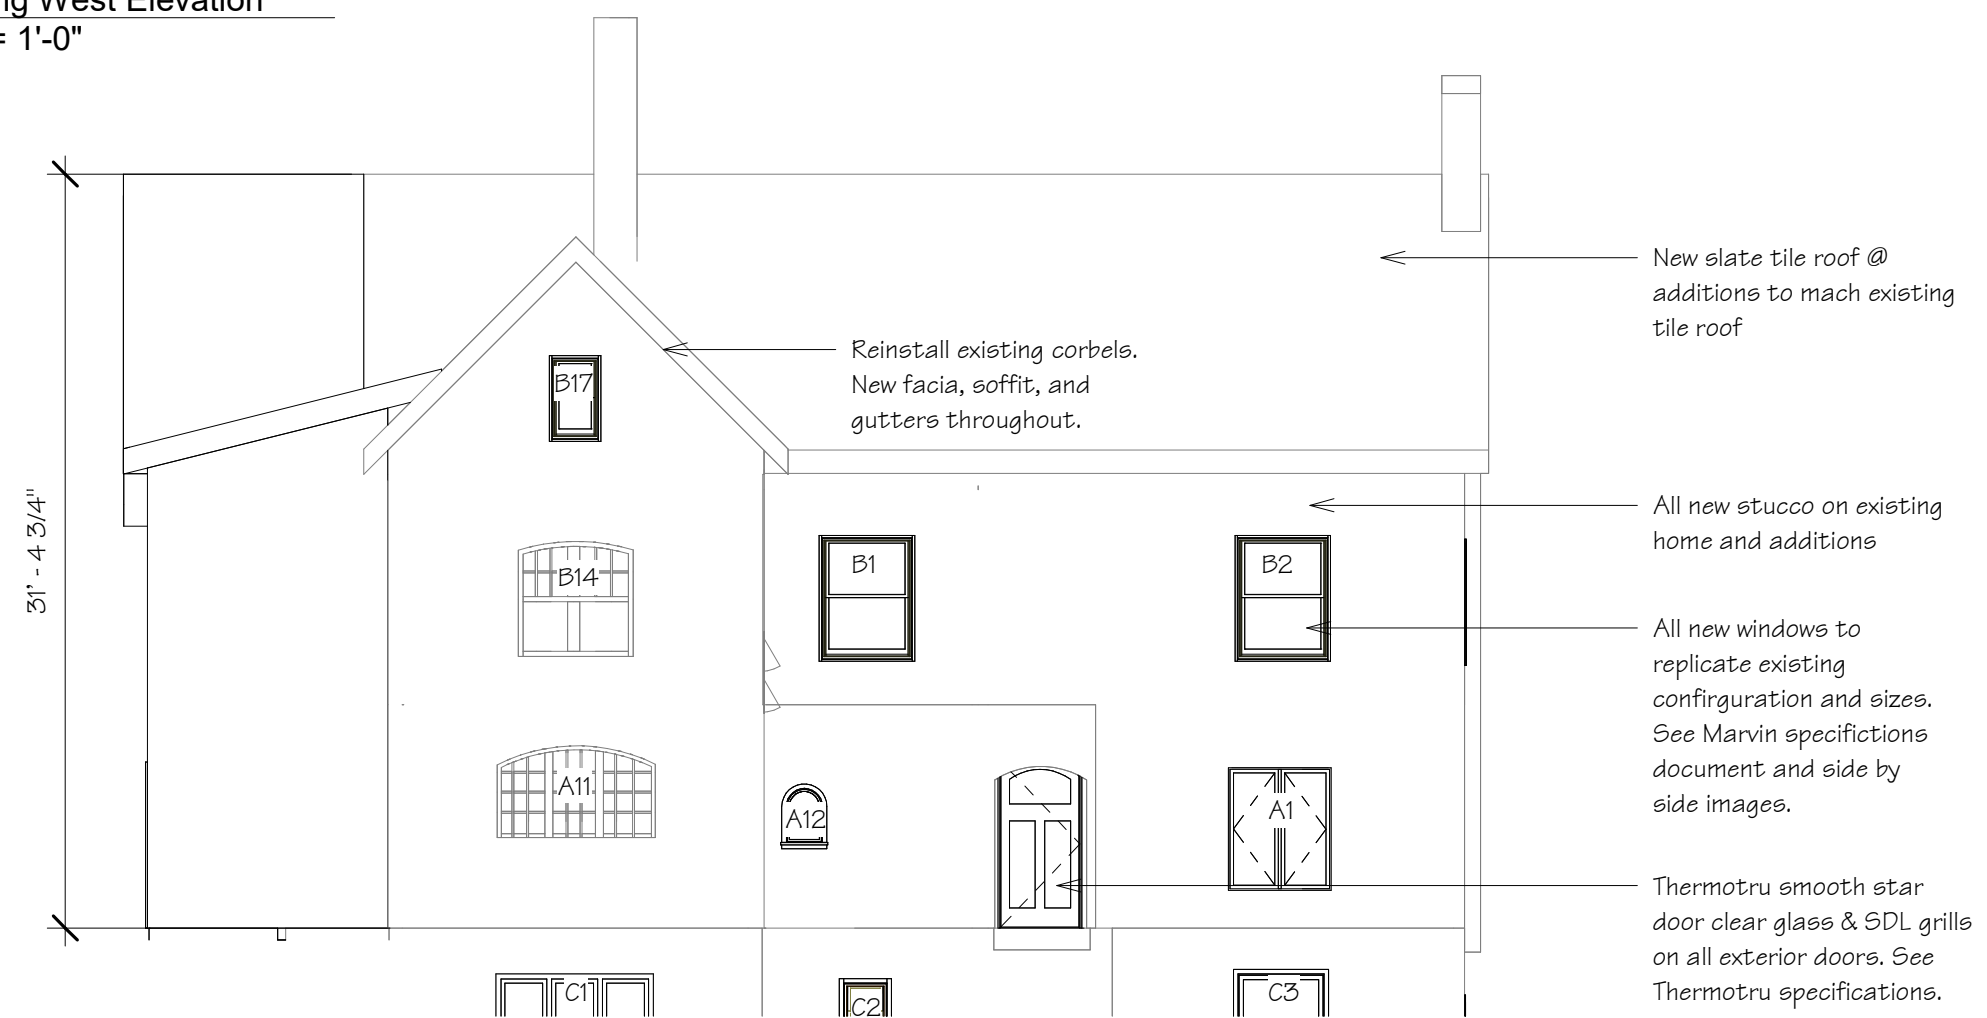 ng West Elevation
= 1'-0"
New slate tile roof @
additions to mach existing
tile roof
Reinstall existing corbels.
New facia, soffit, and
gutters throughout.
B17
31' - 4 3/4"
All new stucco on existing
home and additions
B14
B1
B2
All new windows to
replicate existing
confirguration and sizes.
See Marvin specifictions
document and side by
side images.
A11
A12
A1
Thermotru smooth star
door clear glass & SDL grills
on all exterior doors. See
Thermotru specifications.
C1
C2
C3